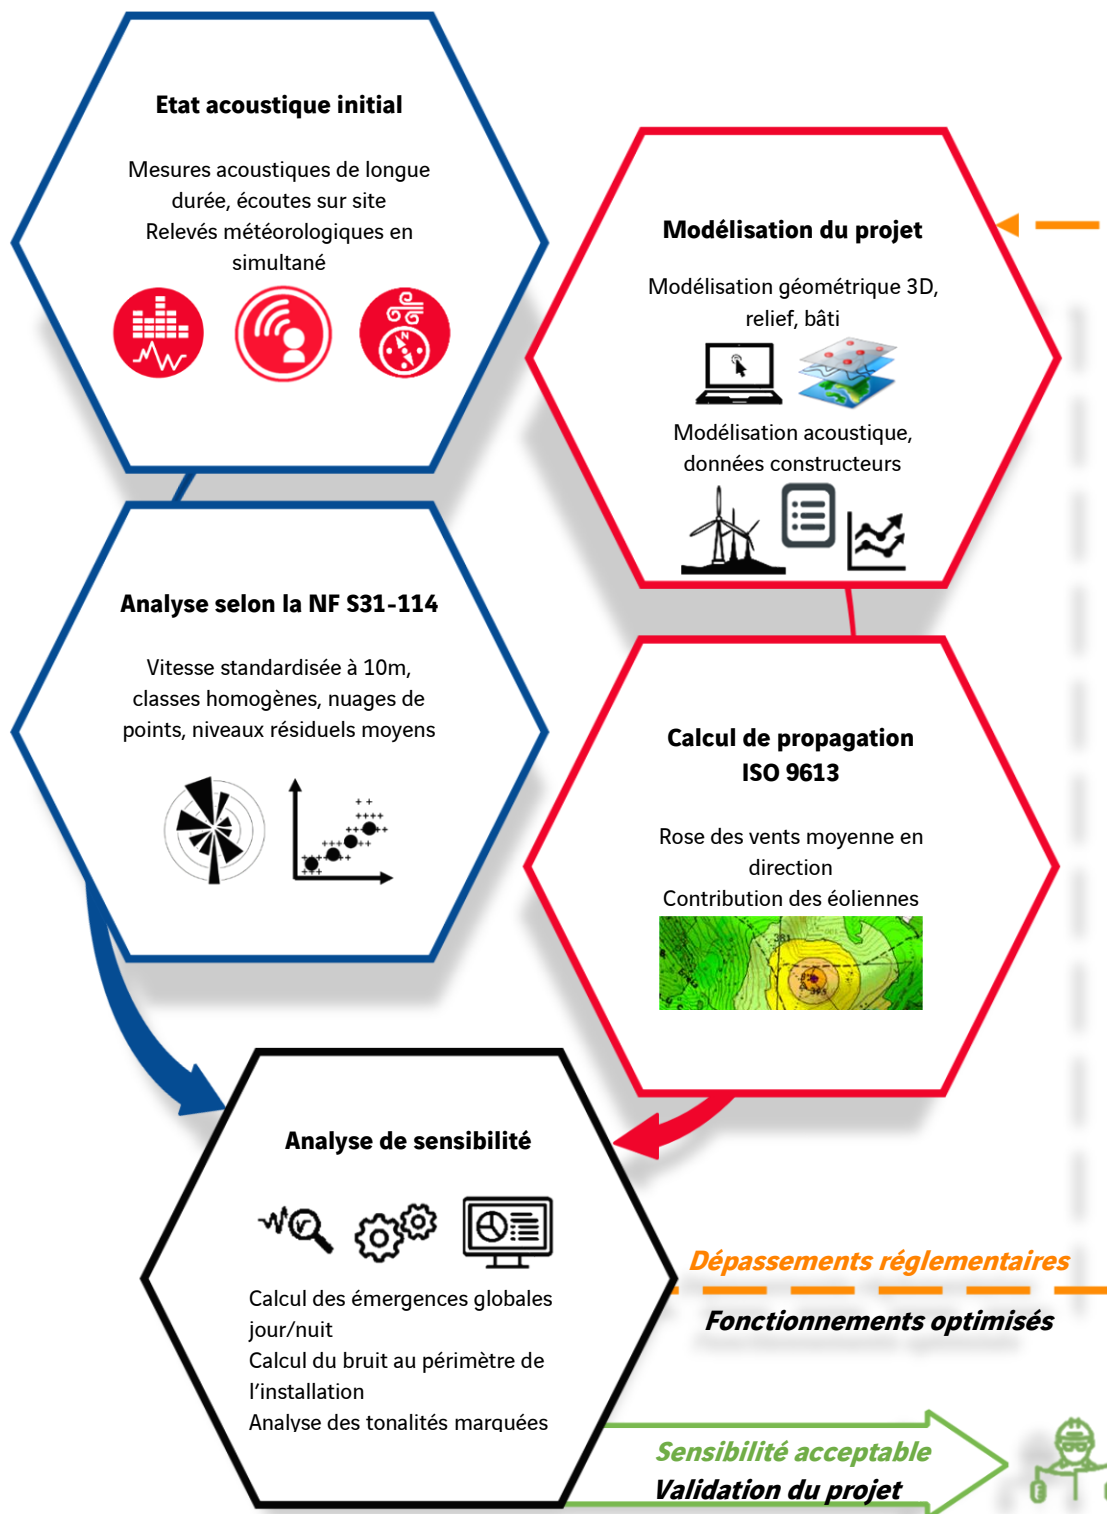 Etat acoustique initial
Mesures acoustiques de longue
durée, écoutes sur site
Relevés météorologiques en
simultané
N
Modélisation du projet
Modélisation géométrique 3D,
relief, bâti
Modélisation acoustique,
données constructeurs
Analyse selon la NF S31-114
Vitesse standardisée à 10m,
classes homogènes, nuages de
points, niveaux résiduels moyens
Calcul de propagation
ISO 9613
Rose des vents moyenne en
direction
Contribution des éoliennes
381
Analyse de sensibilité
Calcul des émergences globales
jour/nuit
Calcul du bruit au périmètre de
l'installation
Analyse des tonalités marquées
Dépassements réglementaires
Fonctionnements optimisés
Sensibilité acceptable
Validation du projet